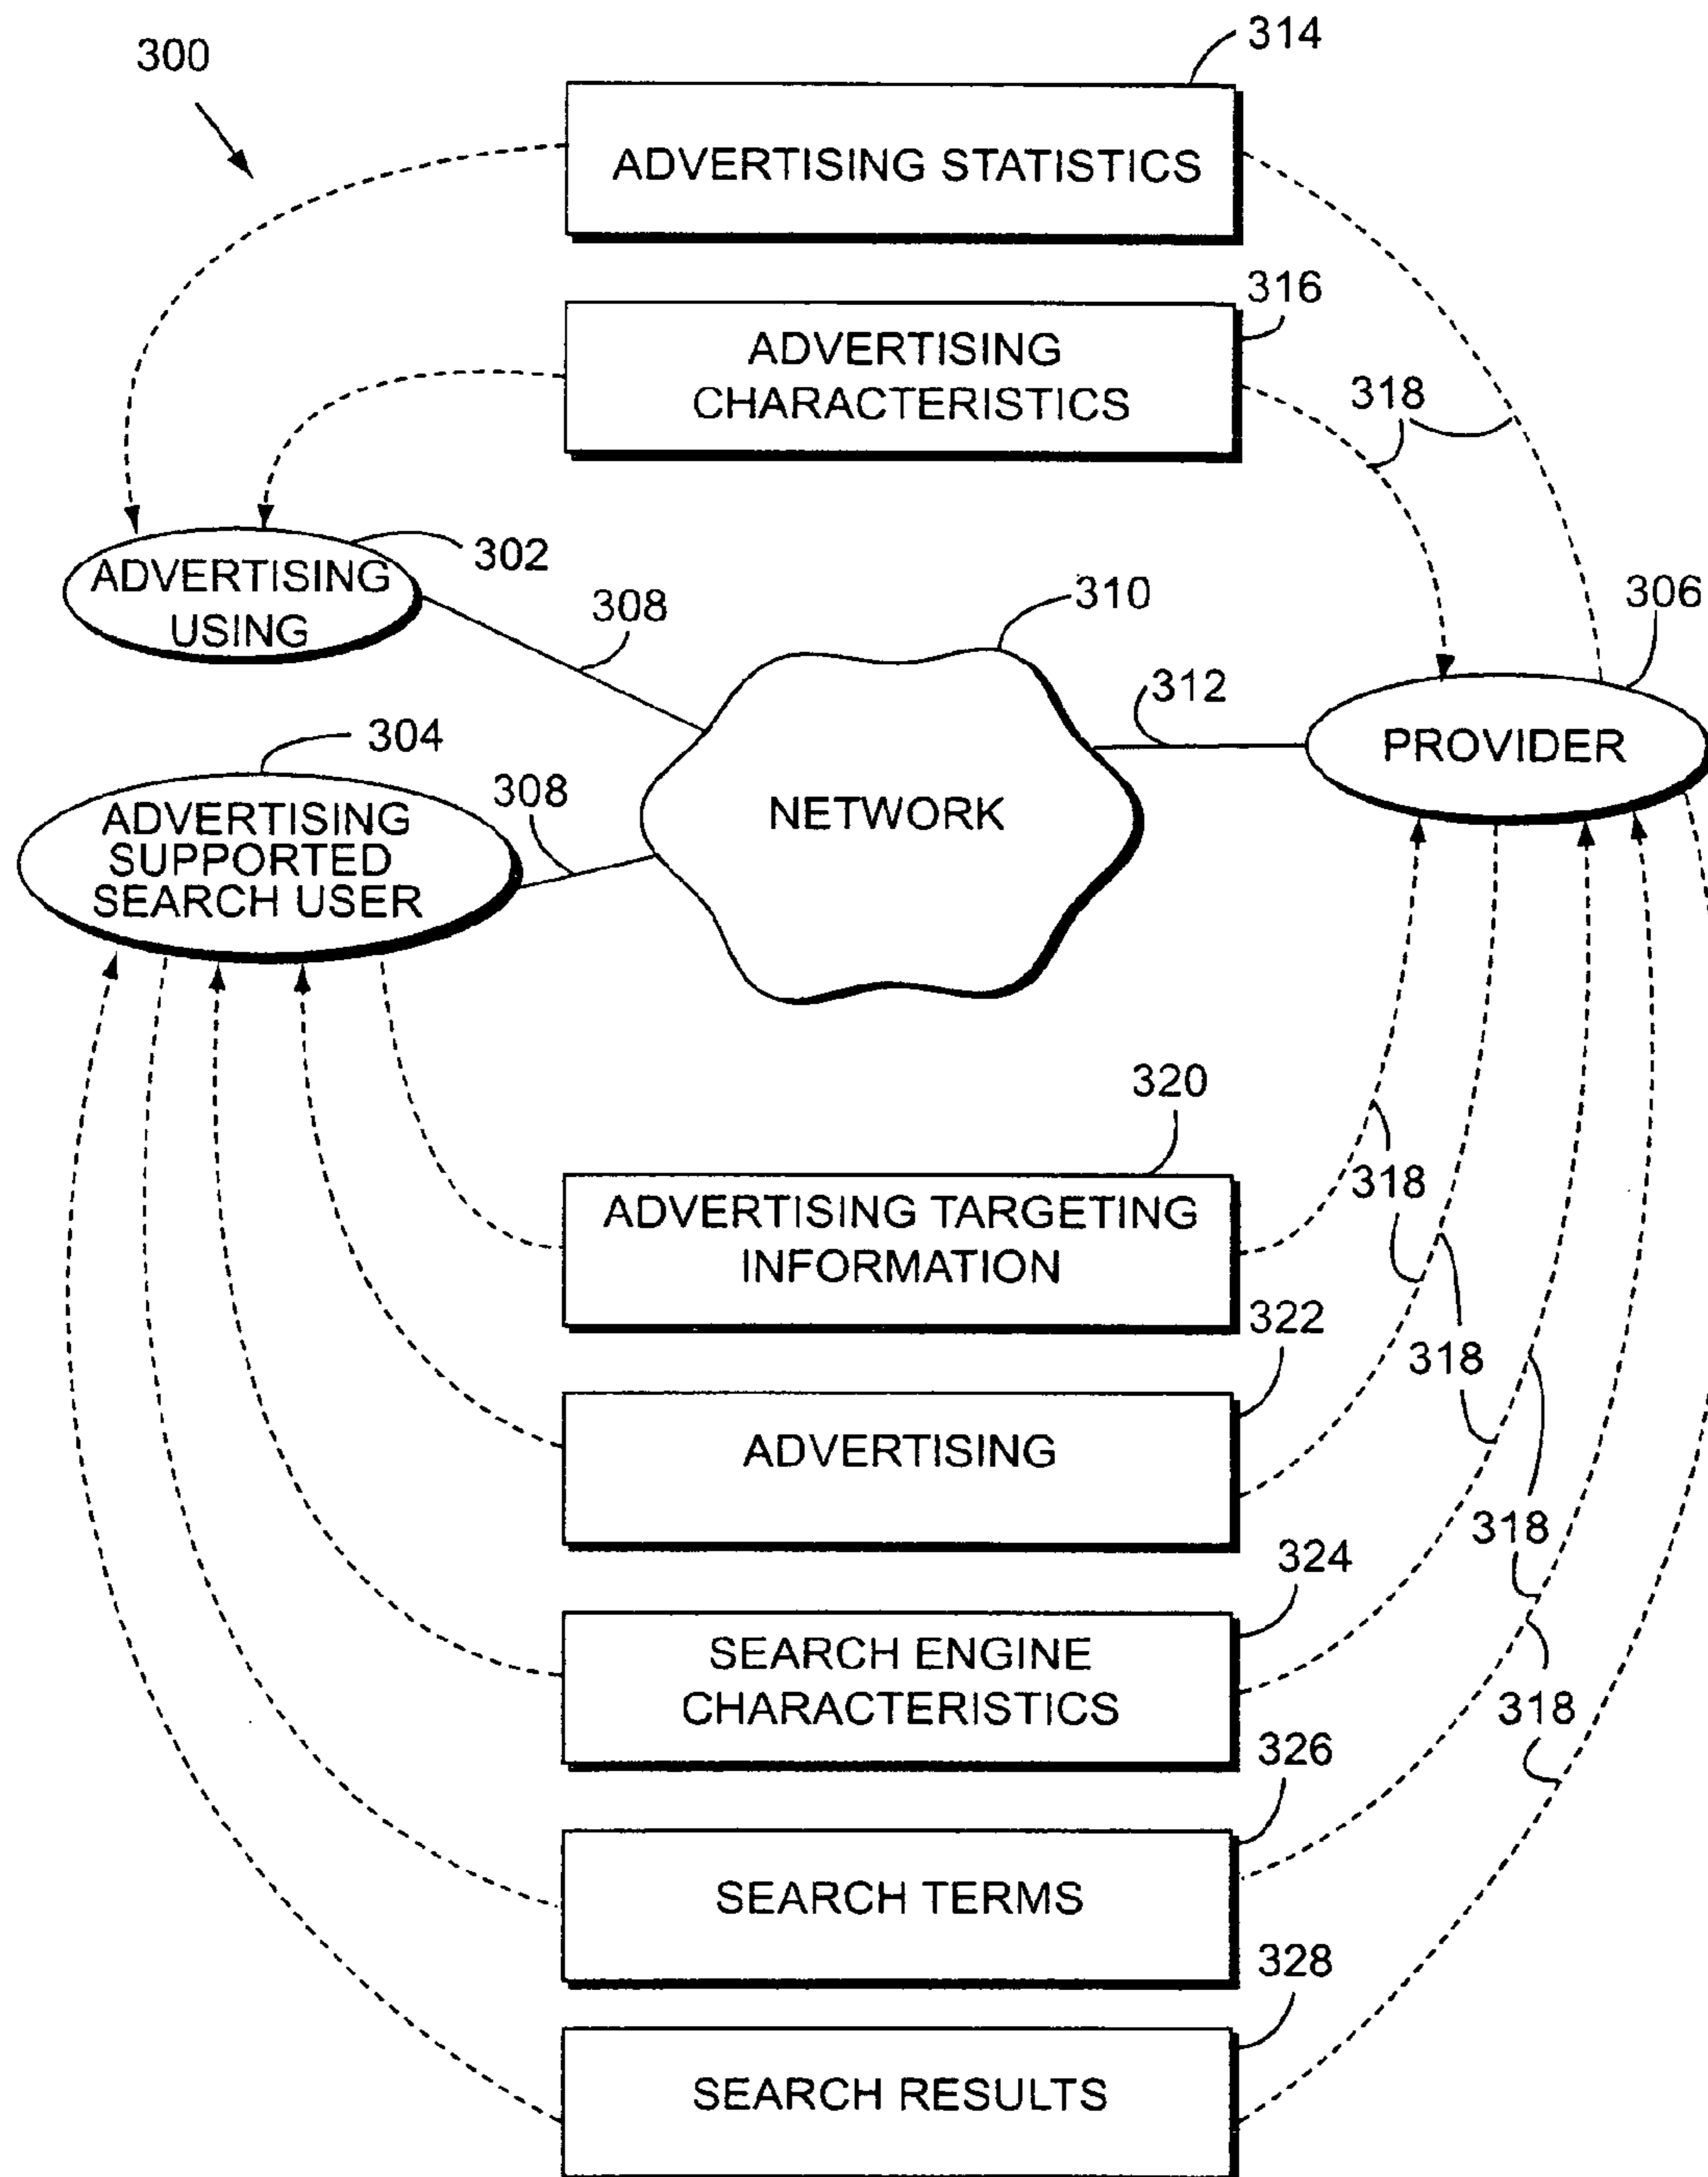 300
314
ADVERTISING STATISTICS
316
ADVERTISING
CHARACTERISTICS
318
302
ADVERTISING
USING
308
310
306
312
PROVIDER
304
308
NETWORK
ADVERTISING
SUPPORTED
SEARCH USER
320
318
ADVERTISING TARGETING
INFORMATION
322
318
ADVERTISING
318
324
SEARCH ENGINE
CHARACTERISTICS
318
326
SEARCH TERMS
328
SEARCH RESULTS